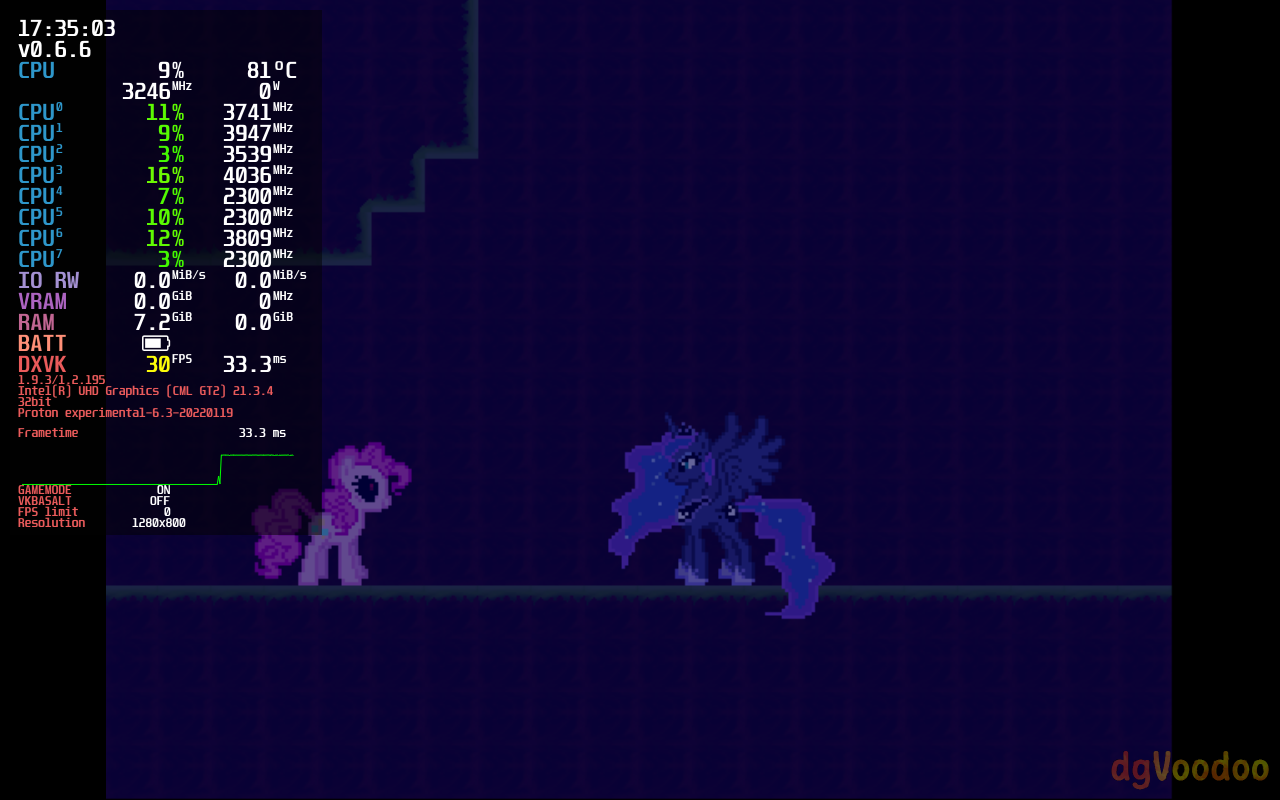 17:35:03
v0.6.6
CPU 9% 81°C
3246MHz 0W
CPU0 11% 3741MHz
CPU1 9% 3947MHz
CPU2 3% 3539MHz
CPU3 16% 4036MHz
CPU4 7% 2300MHz
CPU5 10% 2300MHz
CPU6 12% 3809MHz
CPU7 3% 2300MHz
IO RW 0.0MiB/s 0.0MiB/s
VRAM 0.0GiB 0MHz
RAM 7.2GiB 0.0GiB
BATT
DXVK 30FPS 33.3ms
1.9.3/1.2.195
Intel(R) UHD Graphics (CML GT2) 21.3.4
32bit
Proton experimental-6.3-20220119
Frametime 33.3 ms
GAMEMODE ON
VKBASALT OFF
FPS limit 0
Resolution 1280x800
dgVoodoo